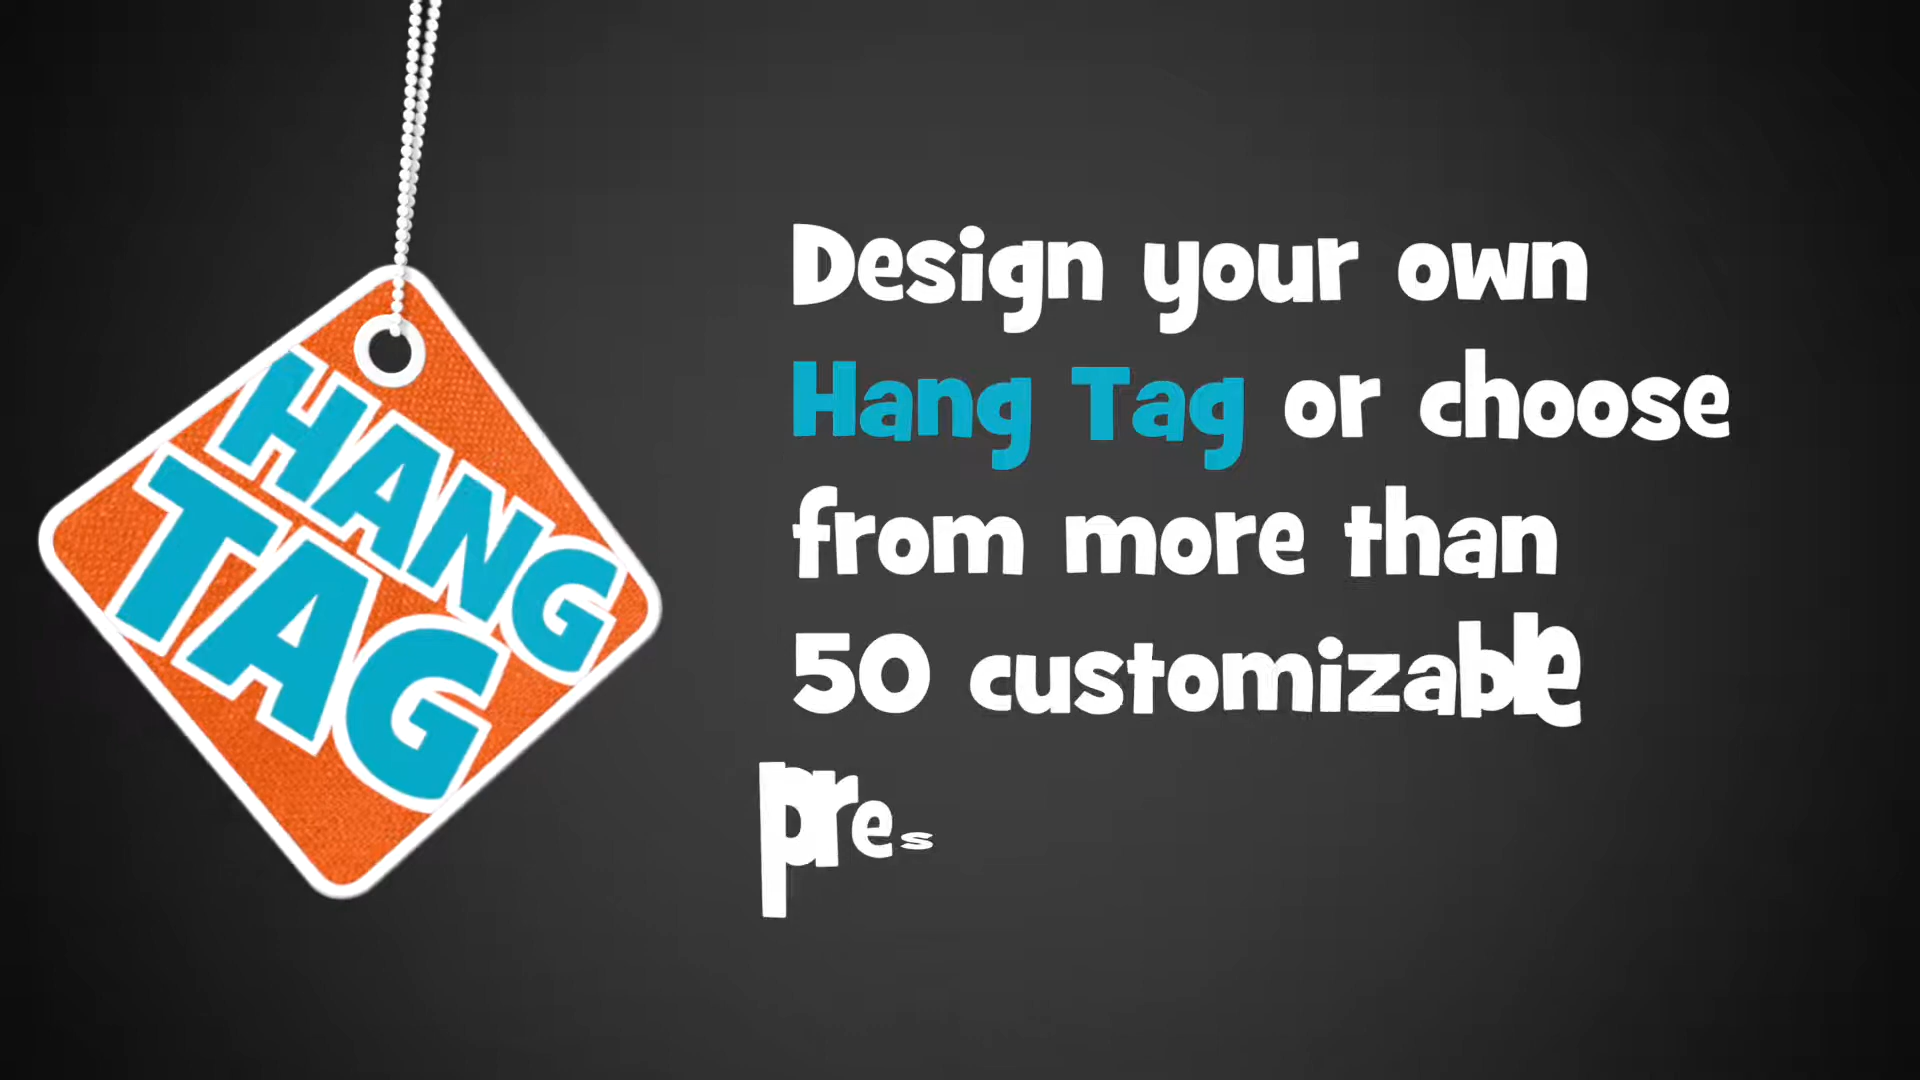 HANG
TAG
Design your own
Hang Tag or choose
from more than
50 customizable
pres